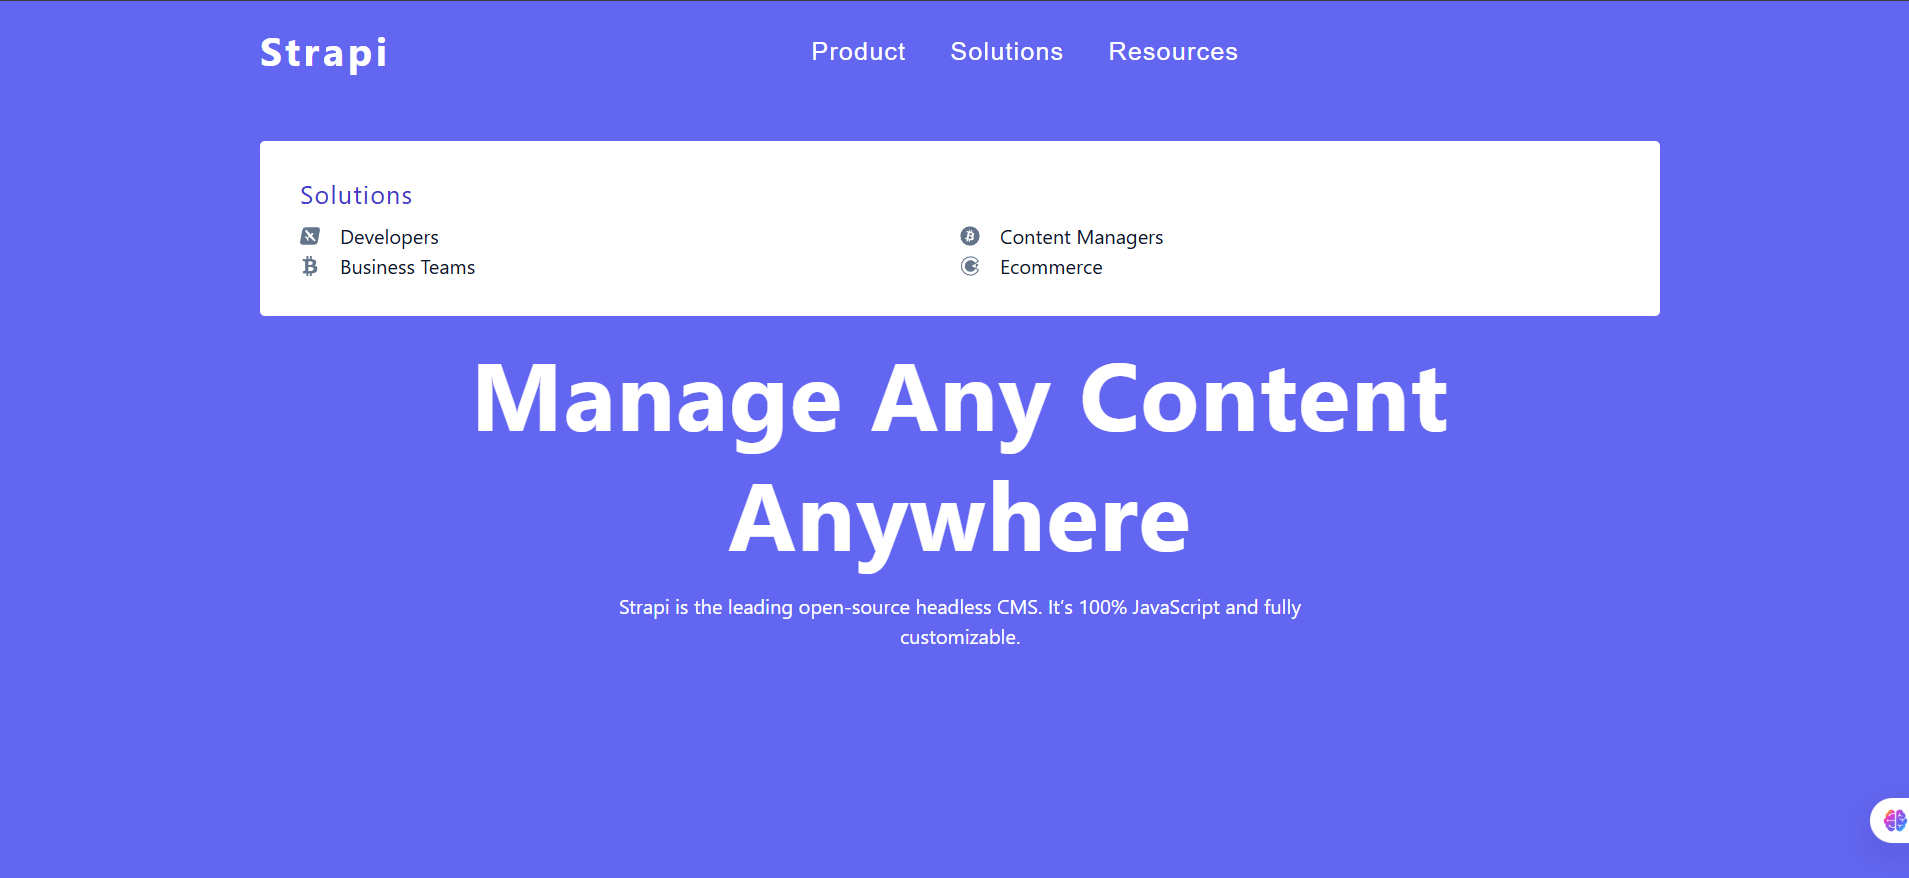 Strapi
Product Solutions Resources
Solutions
Developers
Content Managers
Business Teams
Ecommerce
Manage Any Content
Anywhere
Strapi is the leading open-source headless CMS. It’s 100% JavaScript and fully
customizable.